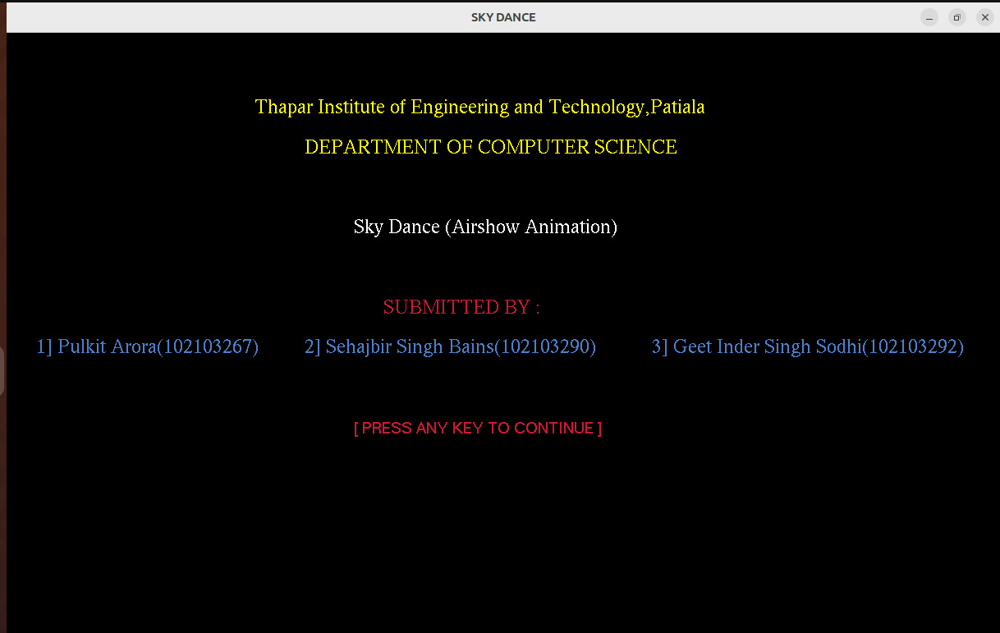 SKY DANCE
Thapar Institute of Engineering and Technology,Patiala
DEPARTMENT OF COMPUTER SCIENCE
Sky Dance (Airshow Animation)
SUBMITTED BY :
1] Pulkit Arora(102103267) 2] Sehajbir Singh Bains(102103290) 3] Geet Inder Singh Sodhi(102103292)
[ PRESS ANY KEY TO CONTINUE ]